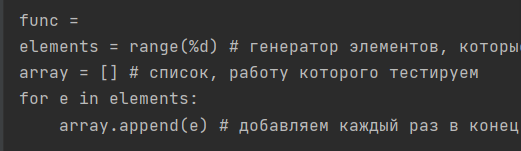 func =
elements = range(%d) # генератор элементов,
array = [] # список, работу которого тестируем
for e in elements:
    array.append(e) # добавляем каждый раз в конец